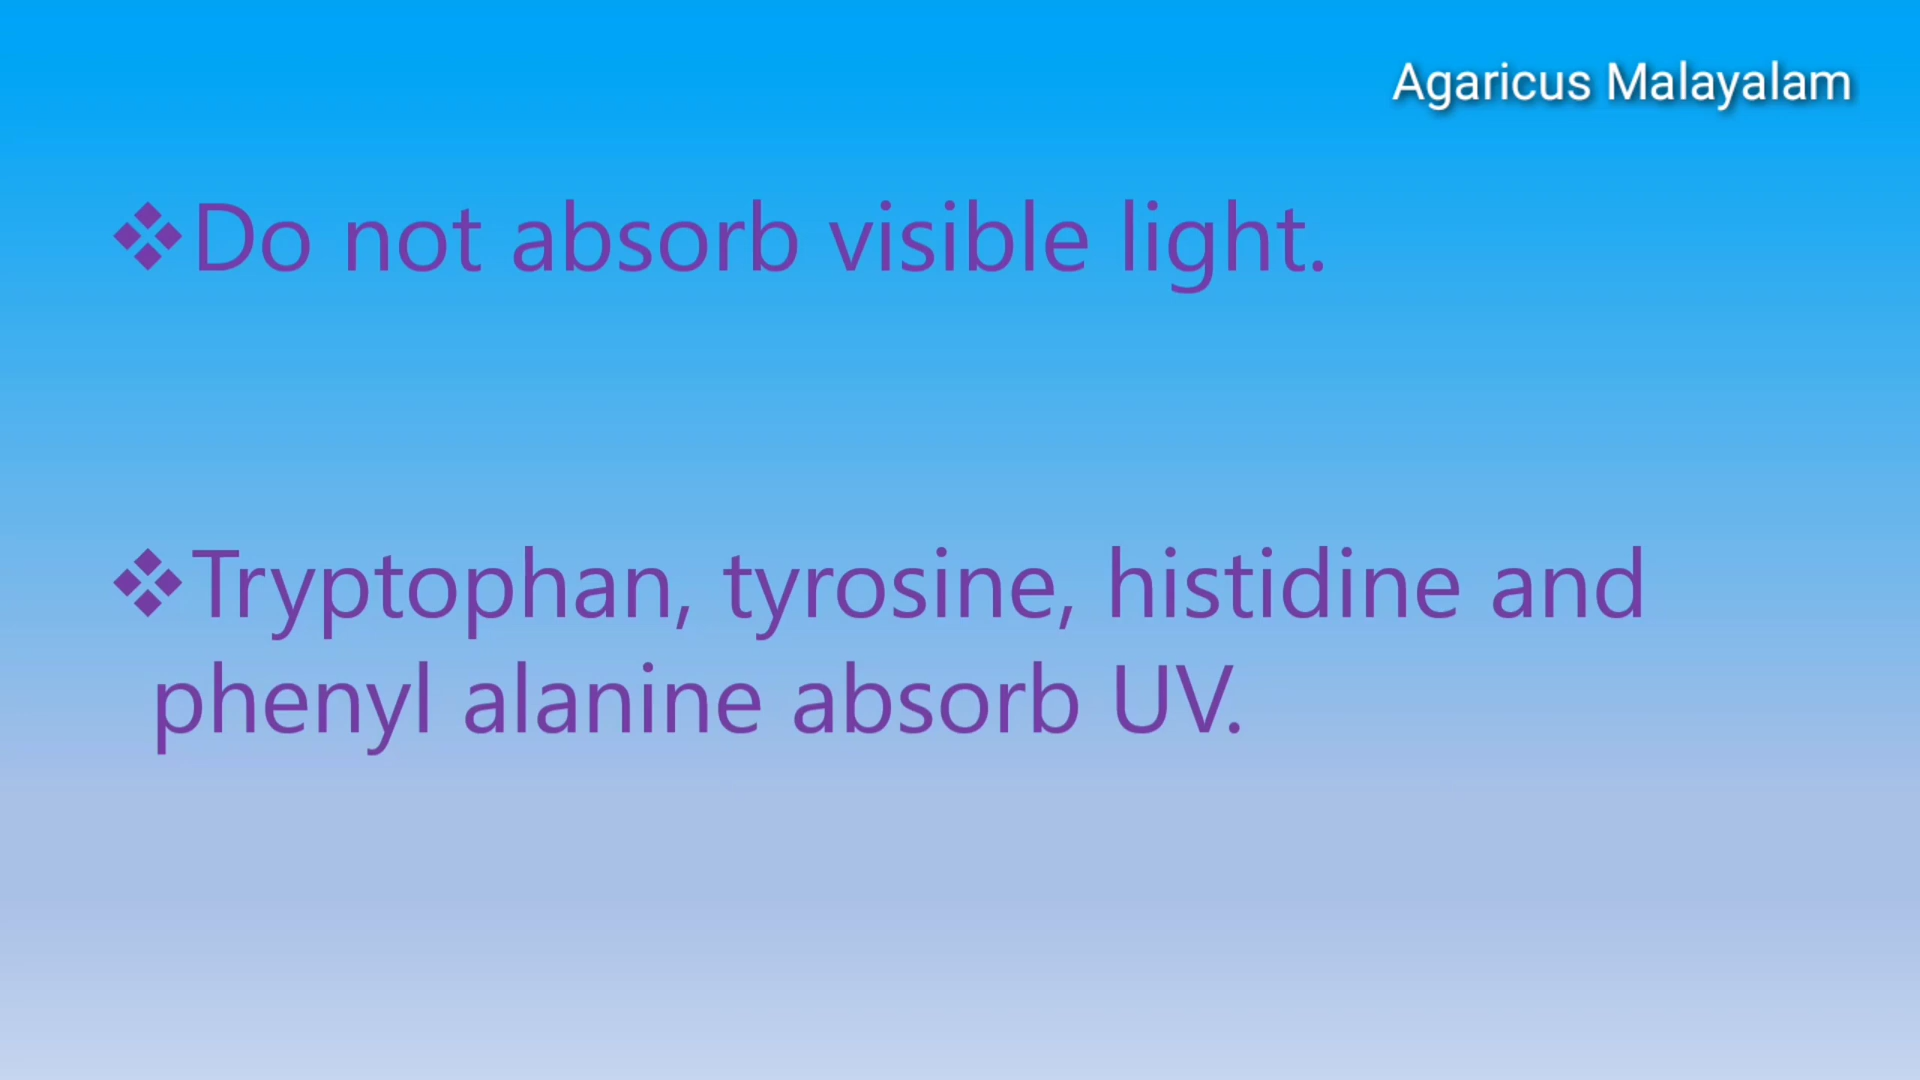 Agaricus Malayalam
❖Do not absorb visible light.
❖Tryptophan, tyrosine, histidine and
phenyl alanine absorb UV.